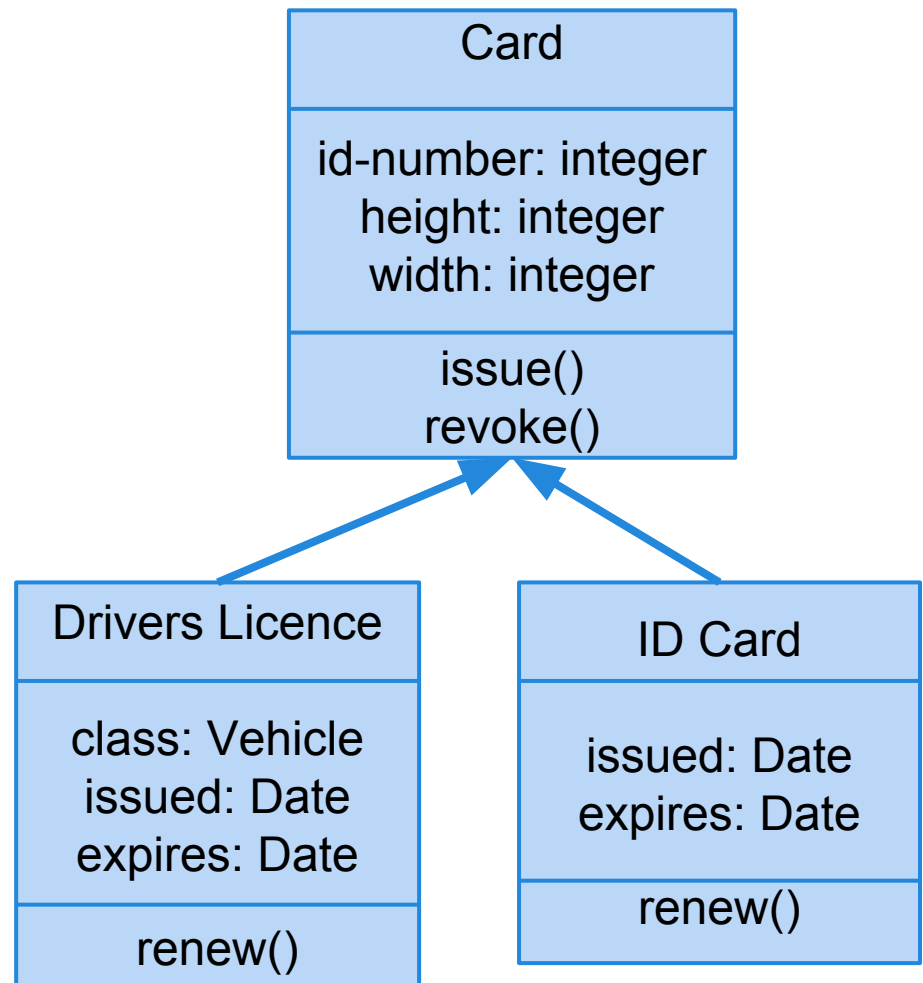 Card
id-number: integer
height: integer
width: integer
issue()
revoke()
Drivers Licence
class: Vehicle
issued: Date
expires: Date
renew()
ID Card
issued: Date
expires: Date
renew()